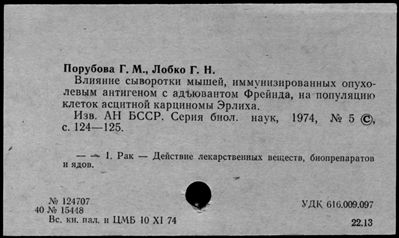 Порубова Г. М., Лобко Г. Н.
Влияние сыворотки мышей, иммунизированных опухо-
левым антигеном с адъювантом Фрейнда, на популяцию
клеток асцитной карциномы Эрлиха.
Изв. АН БССР. Серия биол. наук, 1974, № 5 ©,
с. 124—125.
— — 1. Рак — Действие лекарственных веществ, биопрепаратов
и ядов.
№ 124707
40 № 15448
УДК 616.009.097
Вс. кн. пал. и ЦМБ 10 XI 74
22.13